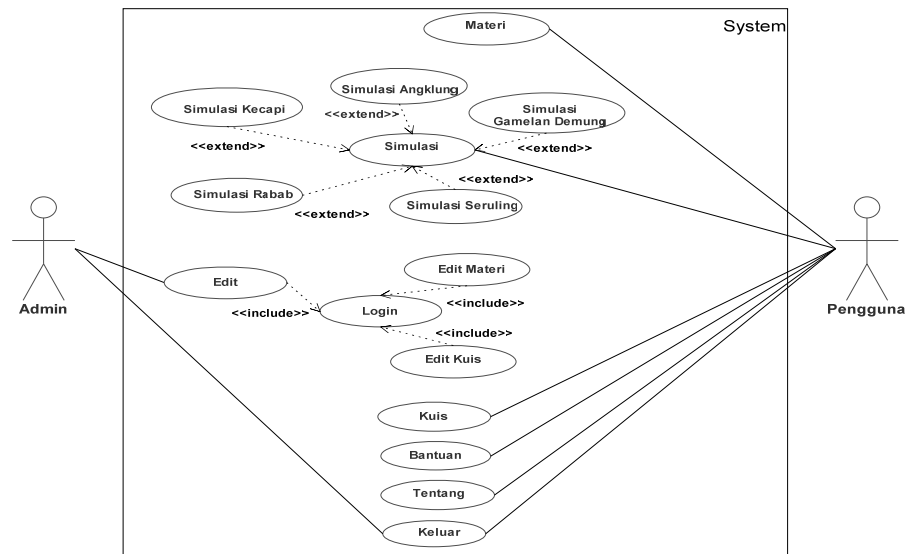 System
Materi
Simulasi Angklung
Simulasi Kecapi
<<extend>>
Simulasi
Gamelan Demung
<<extend>>
Simulasi
<<extend>>
<<extend>>
Simulasi Rabab
<<extend>>
Simulasi Seruling
Admin
Pengguna
Edit
Edit Materi
<<include>>
<<include>>
Login
<<include>>
Edit Kuis
Kuis
Bantuan
Tentang
Keluar